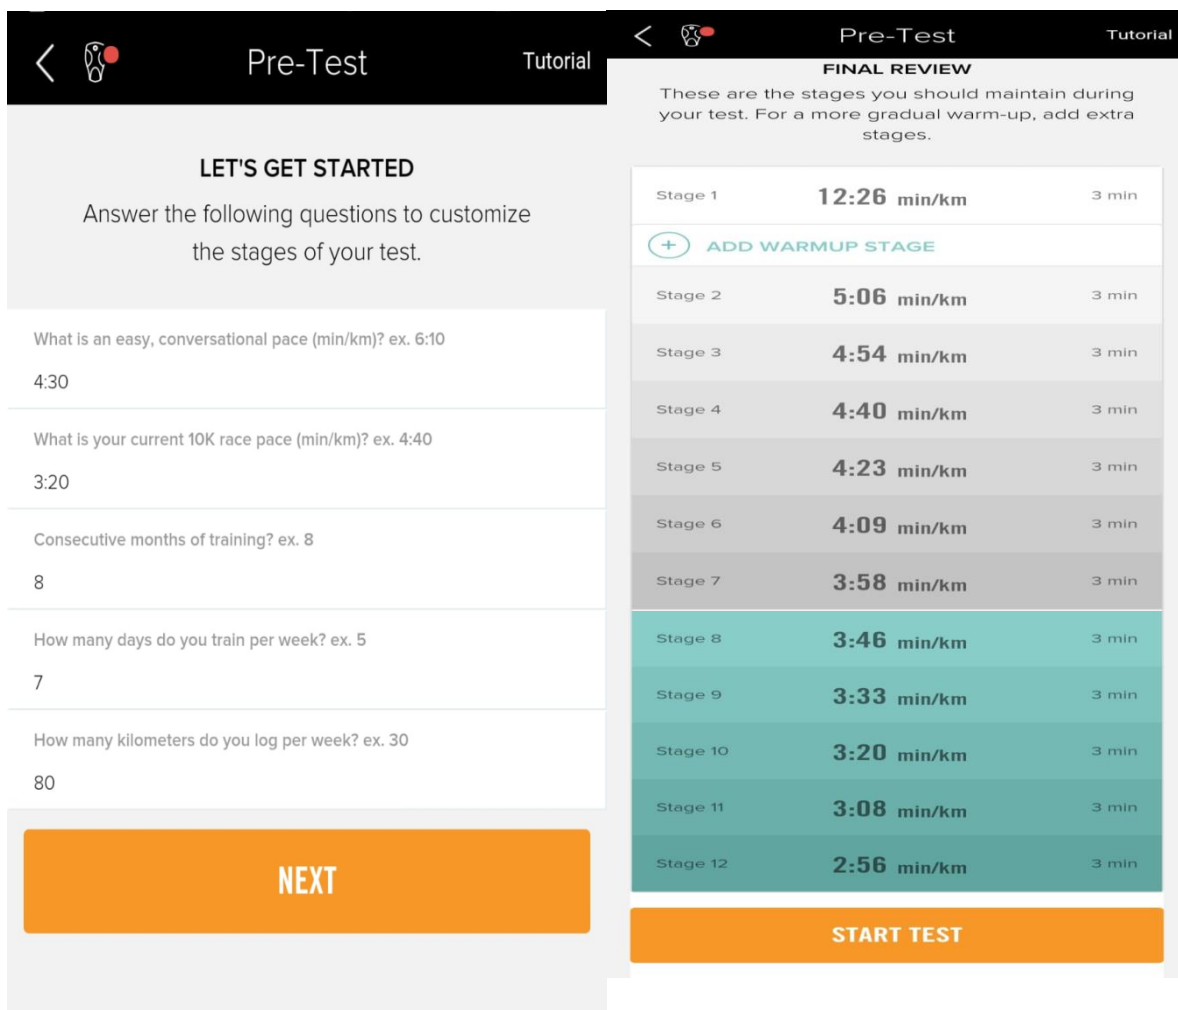 Pre-Test
Tutorial
LET'S GET STARTED
Answer the following questions to customize
the stages of your test.
What is an easy, conversational pace (min/km)? ex. 6:10
4:30
What is your current 10K race pace (min/km)? ex. 4:40
3:20
Consecutive months of training? ex. 8
8
How many days do you train per week? ex. 5
7
How many kilometers do you log per week? ex. 30
80
NEXT
Pre-Test
Tutorial
FINAL REVIEW
These are the stages you should maintain during
your test. For a more gradual warm-up, add extra
stages.
Stage 1 12:26 min/km 3 min
+ ADD WARMUP STAGE
Stage 2 5:06 min/km 3 min
Stage 3 4:54 min/km 3 min
Stage 4 4:40 min/km 3 min
Stage 5 4:23 min/km 3 min
Stage 6 4:09 min/km 3 min
Stage 7 3:58 min/km 3 min
Stage 8 3:46 min/km 3 min
Stage 9 3:33 min/km 3 min
Stage 10 3:20 min/km 3 min
Stage 11 3:08 min/km 3 min
Stage 12 2:56 min/km 3 min
START TEST